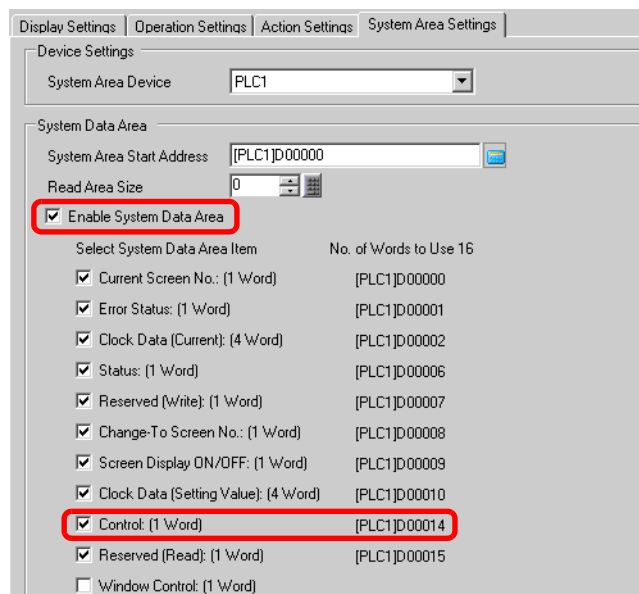 Display Settings Operation Settings Action Settings System Area Settings
Device Settings
System Area Device PLC1
System Data Area
System Area Start Address [PLC1]D00000
Read Area Size 0
Enable System Data Area
Select System Data Area Item No. of Words to Use 16
Current Screen No.: (1 Word) [PLC1]D00000
Error Status: (1 Word) [PLC1]D00001
Clock Data (Current): (4 Word) [PLC1]D00002
Status: (1 Word) [PLC1]D00006
Reserved (Write): (1 Word) [PLC1]D00007
Change-To Screen No.: (1 Word) [PLC1]D00008
Screen Display ON/OFF: (1 Word) [PLC1]D00009
Clock Data (Setting Value): (4 Word) [PLC1]D00010
Control: (1 Word) [PLC1]D00014
Reserved (Read): (1 Word) [PLC1]D00015
Window Control: (1 Word)